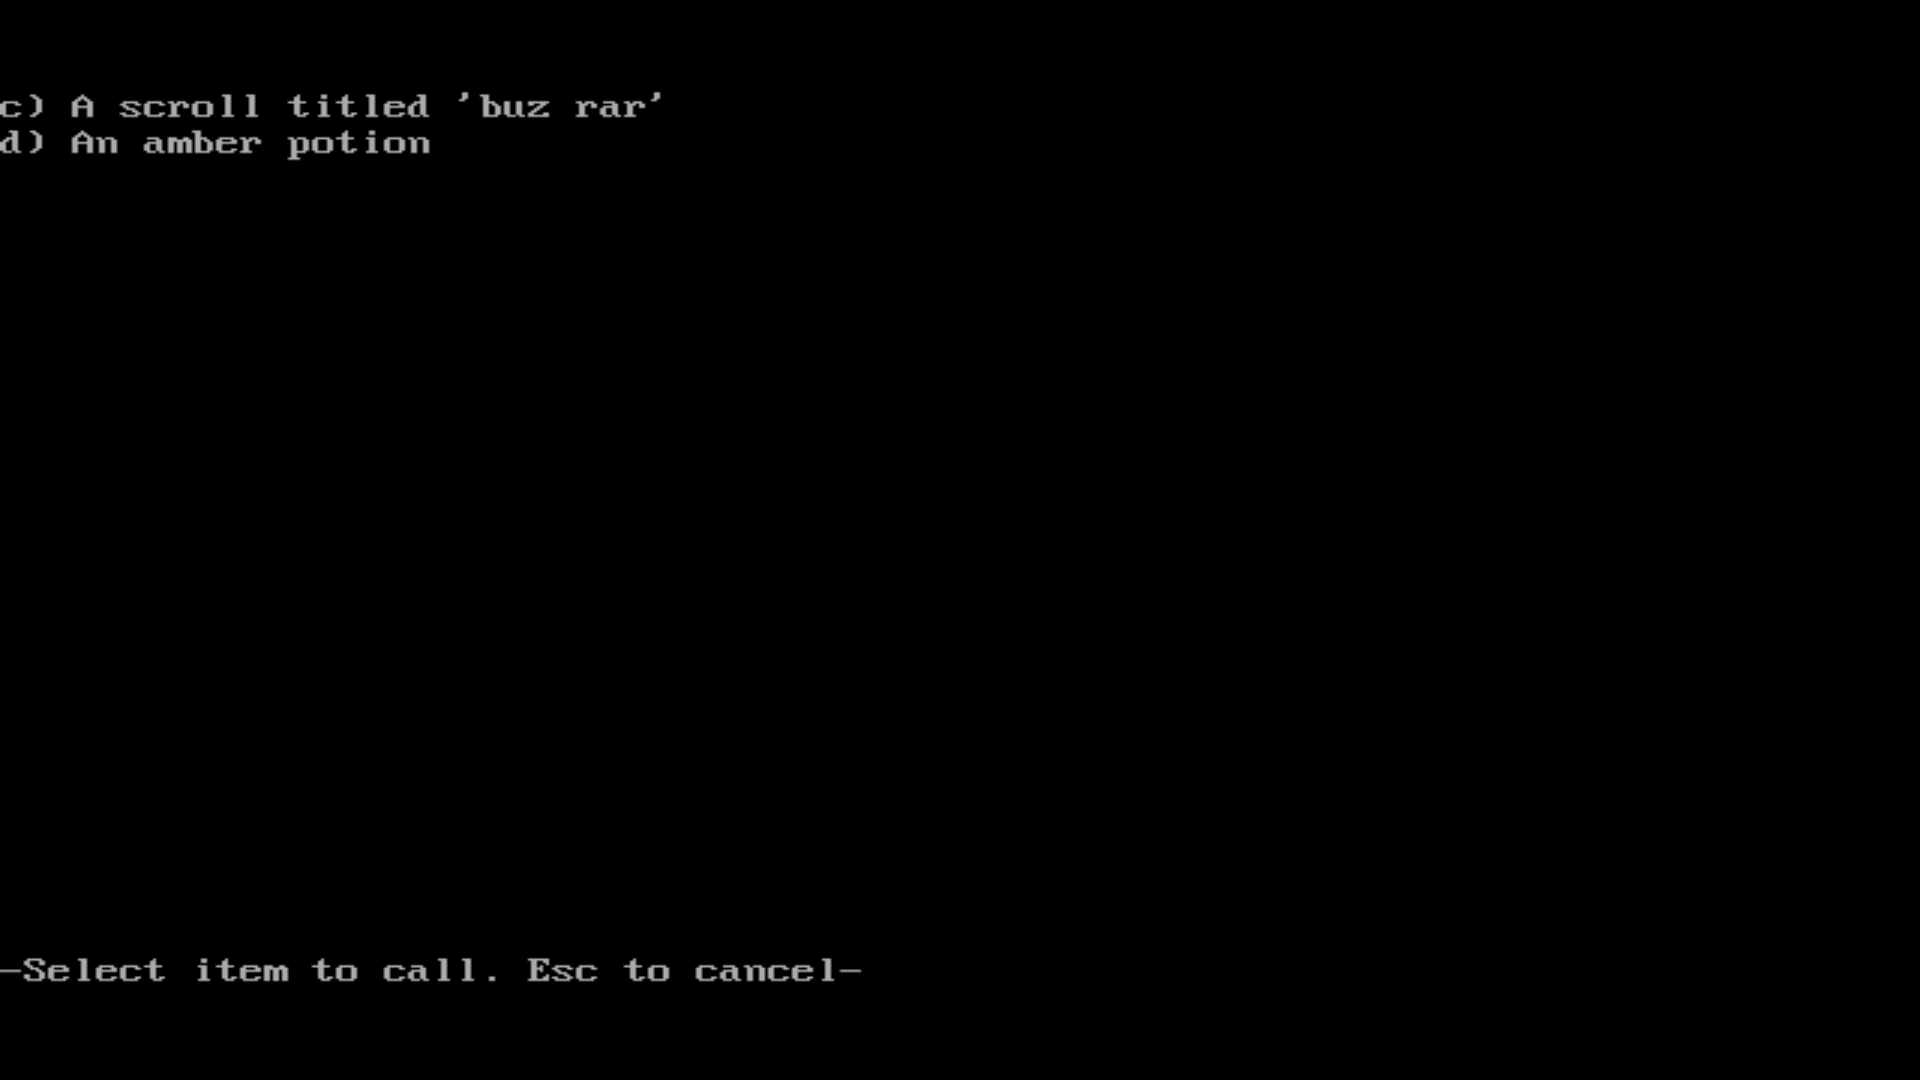 c) A scroll titled 'buz rar'
d) An amber potion
-Select item to call. Esc to cancel-